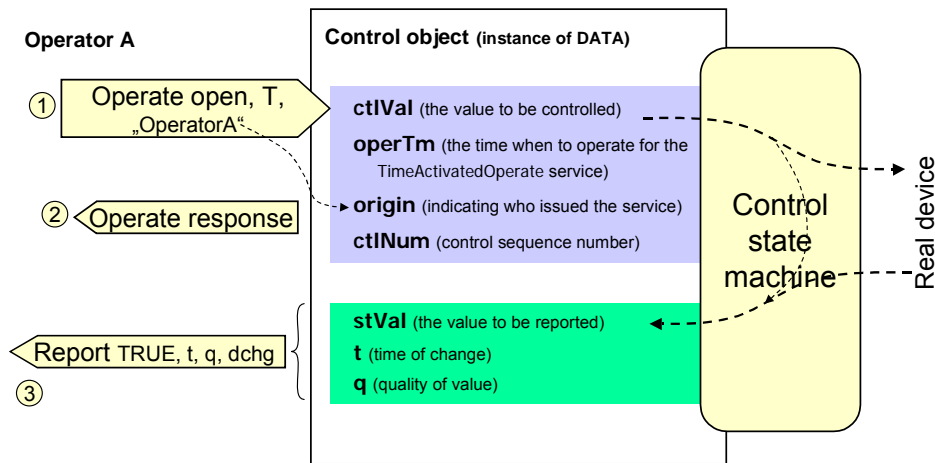 Operator A
Control object (instance of DATA)
1
Operate open, T,
„OperatorA“
ctlVal (the value to be controlled)
operTm (the time when to operate for the
TimeActivatedOperate service)
origin (indicating who issued the service)
ctlNum (control sequence number)
2
Operate response
Control
state
machine
Real device
stVal (the value to be reported)
t (time of change)
q (quality of value)
Report TRUE, t, q, dchg
3